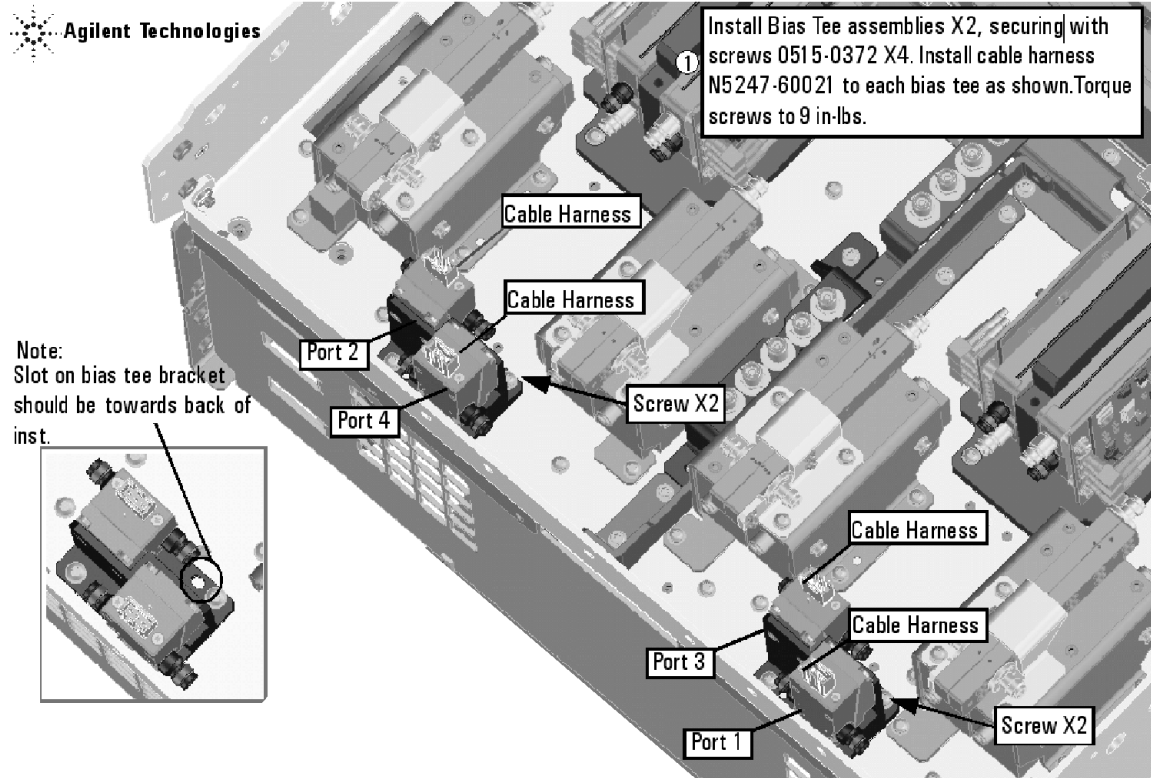 Agilent Technologies
Install Bias Tee assemblies X2, securing with
screws 0515-0372 X4. Install cable harness
1
N5247-60021 to each bias tee as shown.Torque
screws to 9 in-lbs.
Cable Harness
Cable Harness
Port 2
Note:
Slot on bias tee bracket
should be towards back of
inst.
Port 4
Screw X2
Cable Harness
Cable Harness
Port 3
Screw X2
Port 1